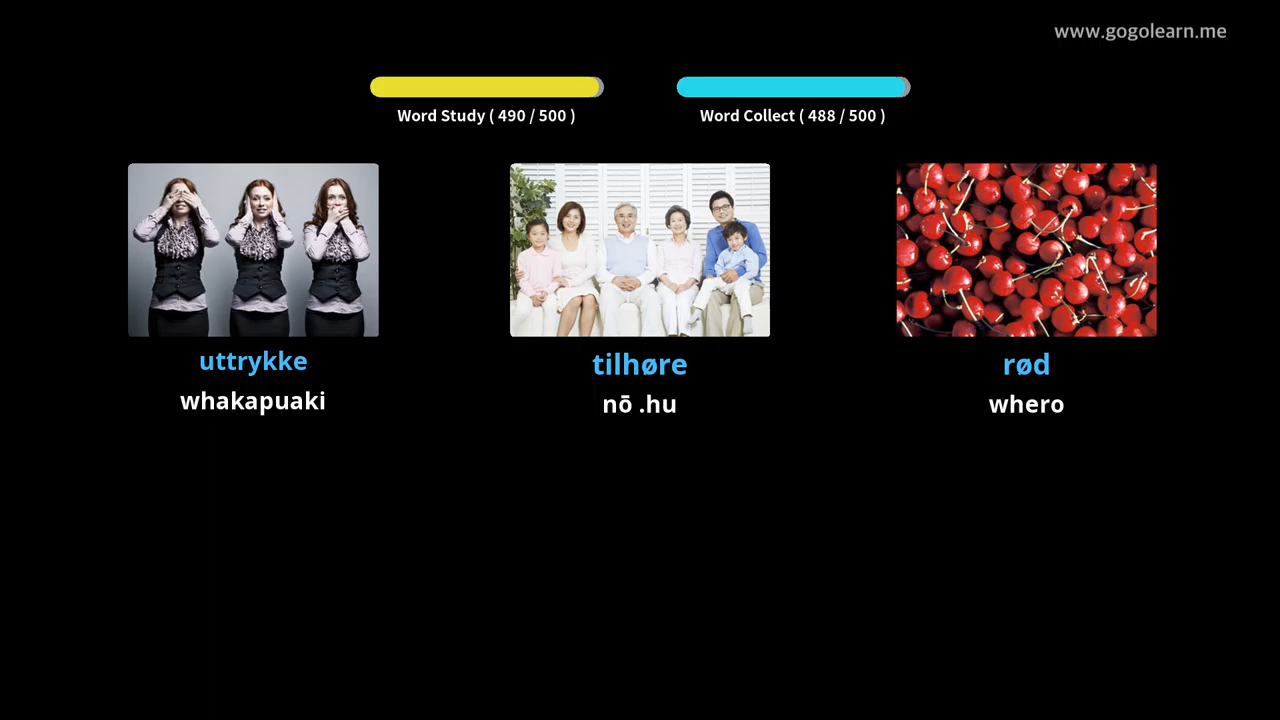 www.gogolearn.me
Word Study ( 490 / 500 )
Word Collect ( 488 / 500 )
uttrykke
whakapuaki
tilhøre
nō .hu
rød
whero